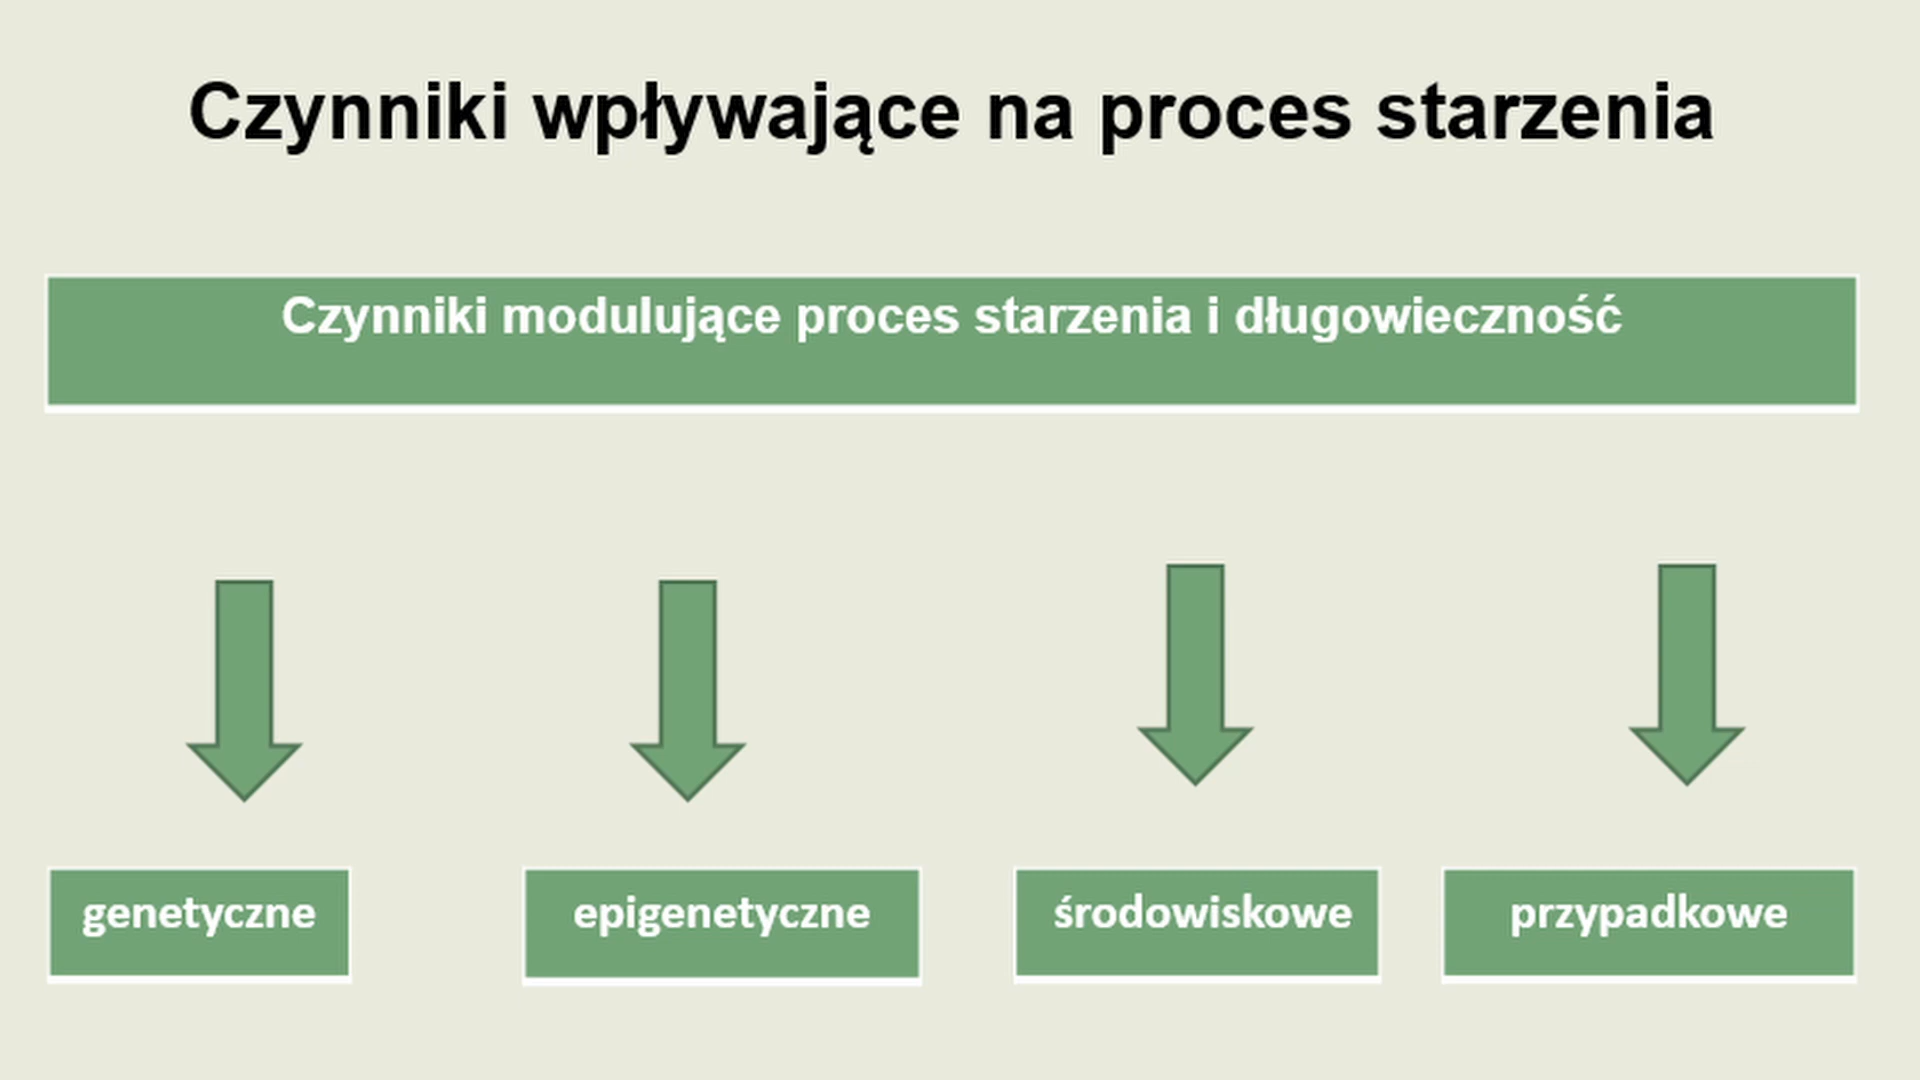 Czynniki wpływające na proces starzenia
Czynniki modulujące proces starzenia i długowieczność
genetyczne
epigenetyczne
środowiskowe
przypadkowe